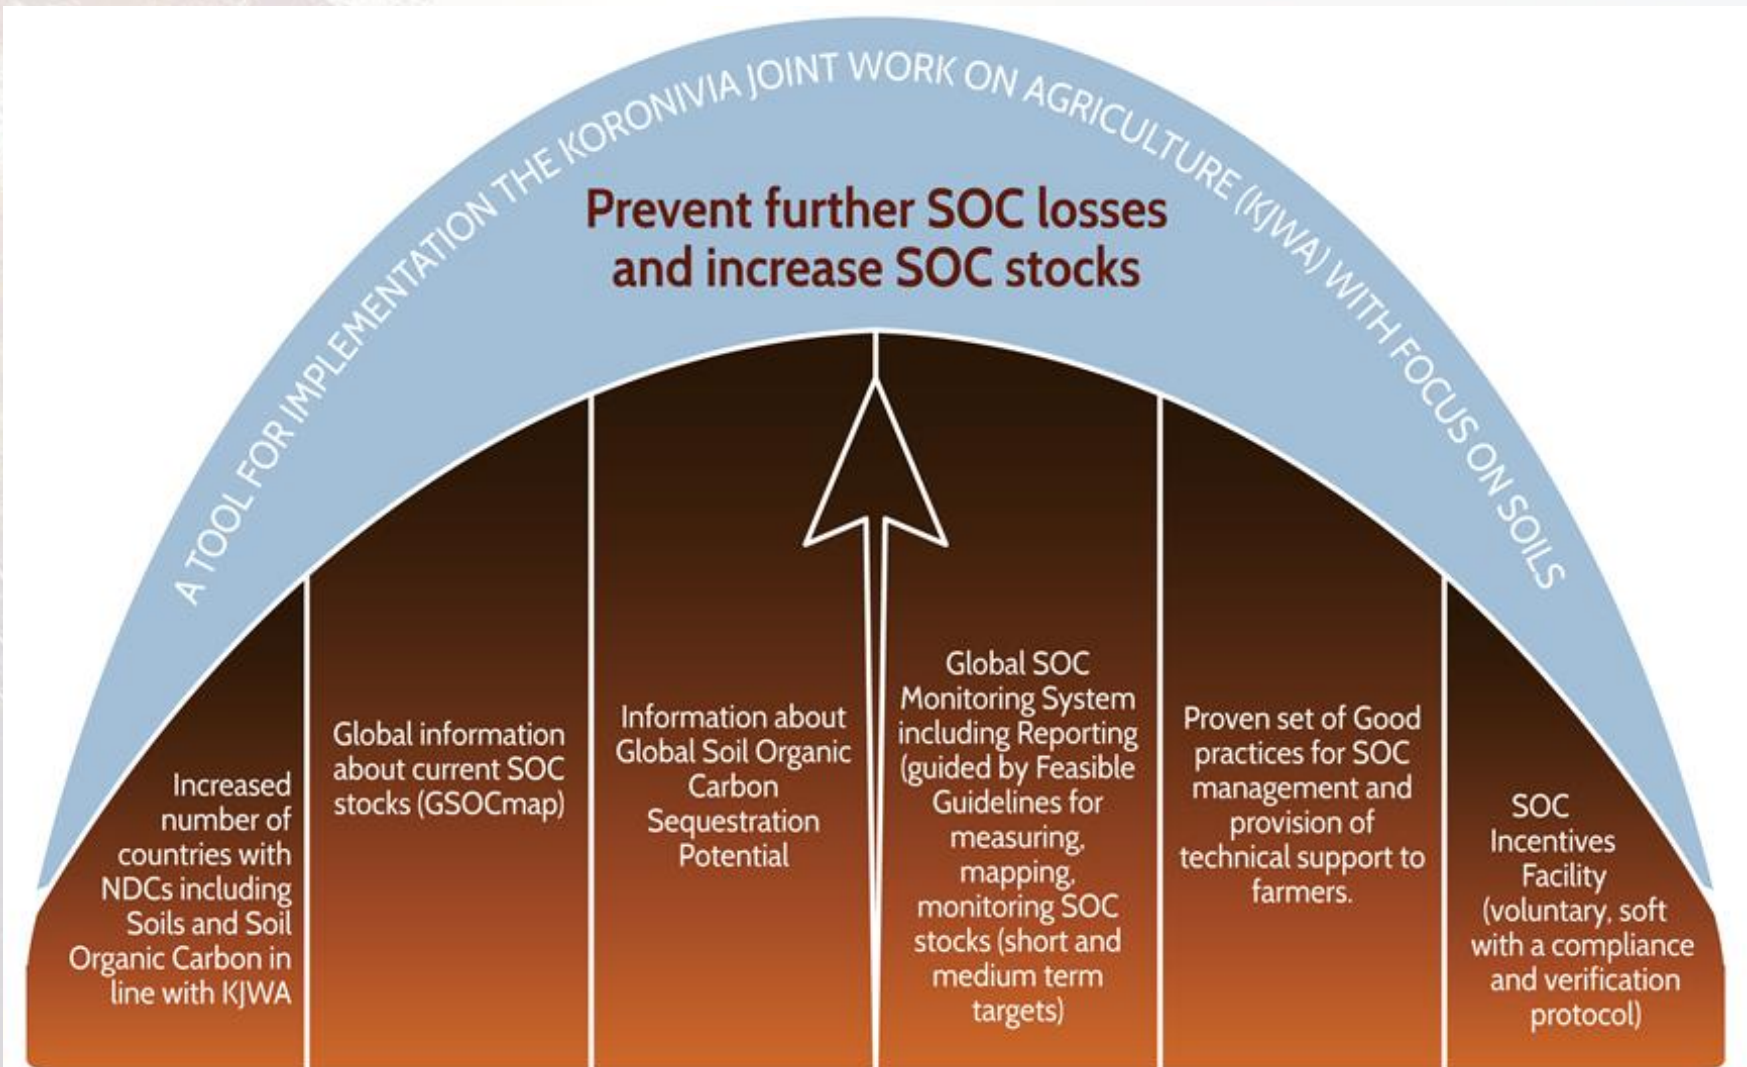 A TOOL FOR IMPLEMENTATION THE KORONIVIA JOINT WORK ON AGRICULTURE (KJWA) WITH FOCUS ON SOILS
Prevent further SOC losses
and increase SOC stocks
Increased
number of
countries with
NDCs including
Soils and Soil
Organic Carbon in
line with KJWA
Global information
about current SOC
stocks (GSOCmap)
Information about
Global Soil Organic
Carbon
Sequestration
Potential
Global SOC
Monitoring System
including Reporting
(guided by Feasible
Guidelines for
measuring,
mapping,
monitoring SOC
stocks (short and
medium term
targets)
Proven set of Good
practices for SOC
management and
provision of
technical support to
farmers.
SOC
Incentives
Facility
(voluntary, soft
with a compliance
and verification
protocol)